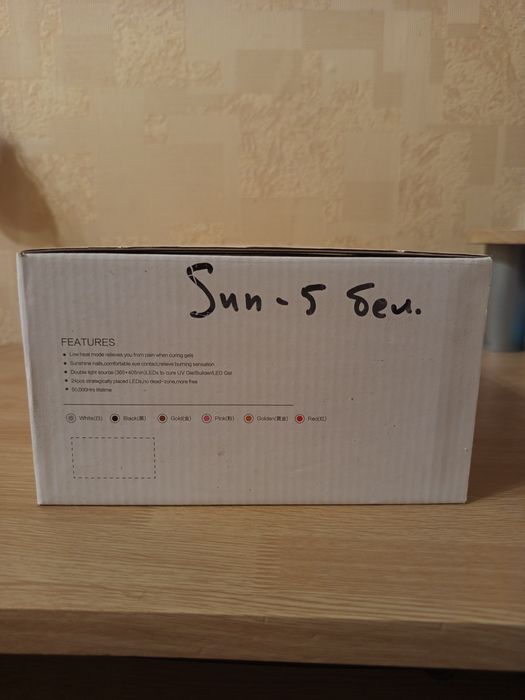 Sun - 5 бел.
FEATURES
Low heat mode relieves you from pain when curing gels
Sunshine nails,comfortable eye contact,relieve burning sensation
Double light source (365+405nm)LEDs to cure UV Gel/Builder/LED Gel
24pcs strategically placed LEDs,no dead-zone,more free
50,000Hrs lifetime
White(白) Black(黑) Gold(金) Pink(粉) Golden(黄金) Red(红)